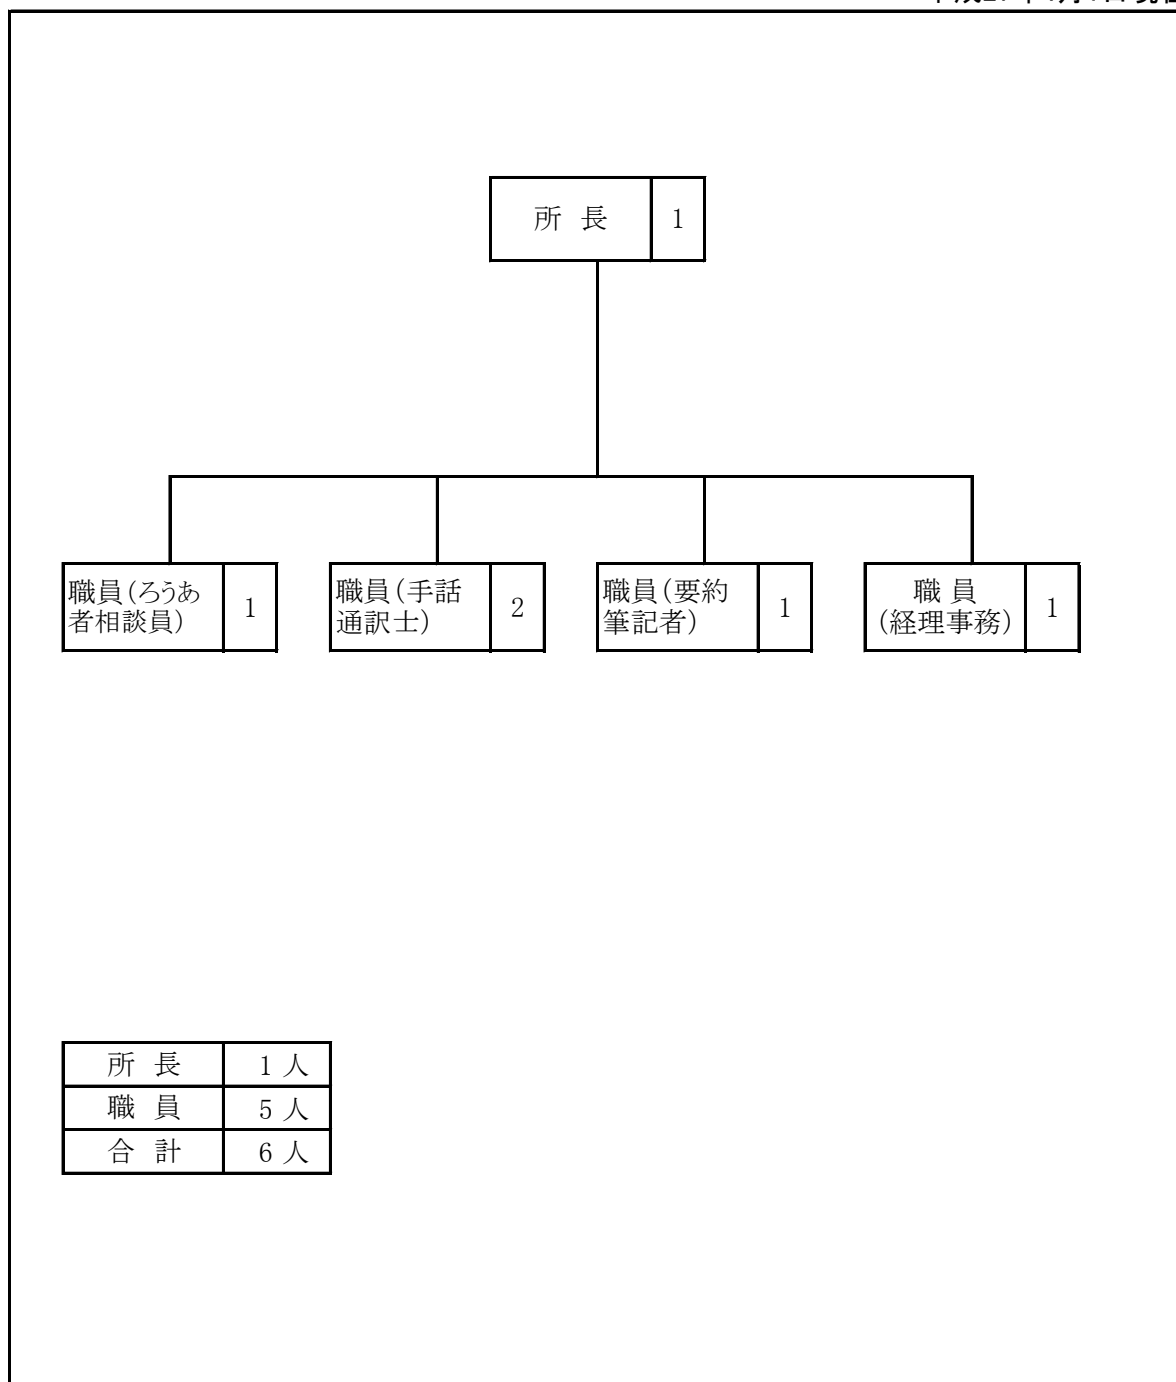 所 長 1
職員(ろうあ
者相談員) 1
職員(手話
通訳士) 2
職員(要約
筆記者) 1
職 員
(経理事務) 1
所 長 1 人
職 員 5 人
合 計 6 人